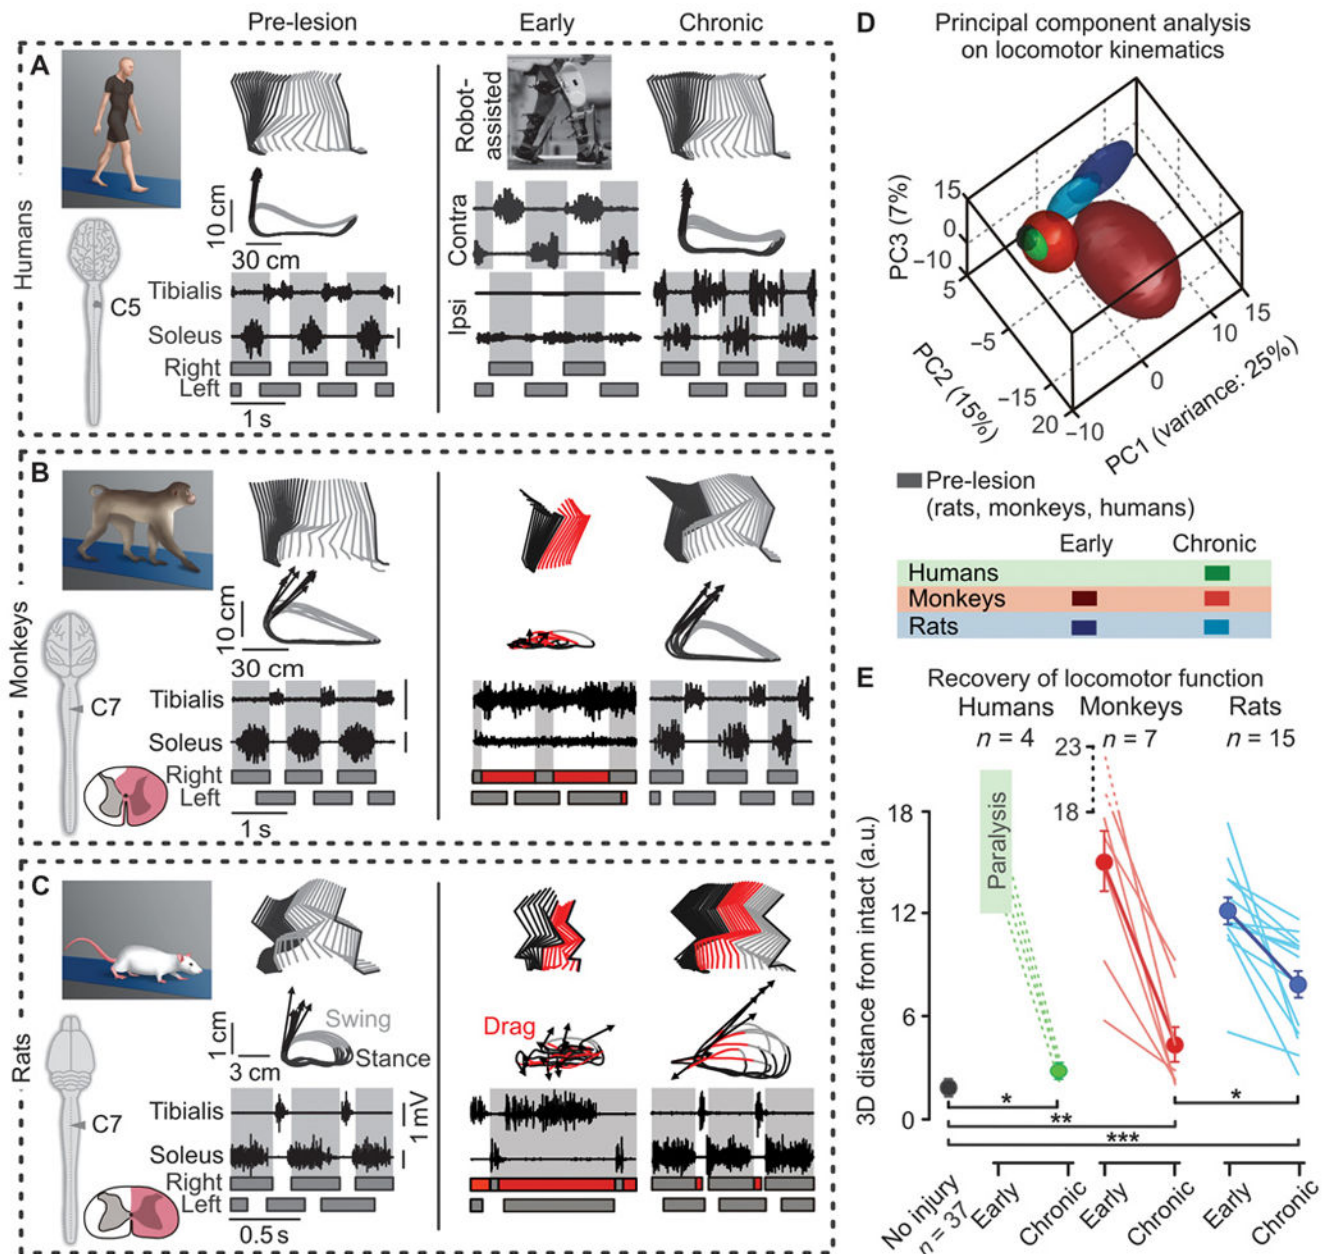 Pre-lesion
Early
Chronic
A
Humans
C5
10 cm
30 cm
Tibialis
Soleus
Right
Left
1 s
Robot-
assisted
Contra
Ipsi
B
Monkeys
C7
10 cm
30 cm
Tibialis
Soleus
Right
Left
1 s
C
Rats
C7
1 cm
3 cm
Swing
Stance
Drag
Tibialis
Soleus
1 mV
Right
Left
0.5 s
D
Principal component analysis
on locomotor kinematics
PC3 (7%)
15
0
−10
5
−5
−15
20
PC2 (15%)
−10
0
10
15
PC1 (variance: 25%)
Pre-lesion
(rats, monkeys, humans)
Early Chronic
Humans
Monkeys
Rats
E
Recovery of locomotor function
Humans Monkeys Rats
n = 4 n = 7 n = 15
23
18
3D distance from intact (a.u.)
18
12
6
0
Paralysis
*
**
***
*
No injury
n = 37
Early
Chronic
Early
Chronic
Early
Chronic